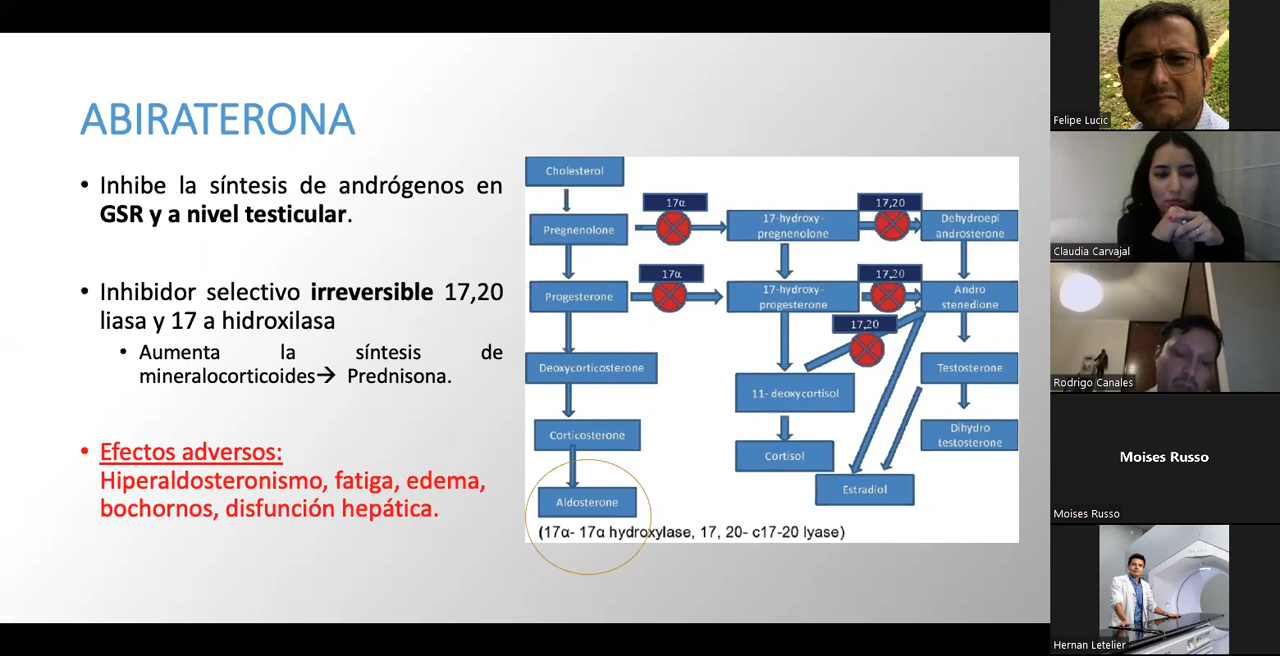 ABIRATERONA
• Inhibe la síntesis de andrógenos en
GSR y a nivel testicular.
• Inhibidor selectivo irreversible 17,20
liasa y 17 a hidroxilasa
• Aumenta la síntesis de
mineralocorticoides→ Prednisona.
• Efectos adversos:
Hiperaldosteronismo, fatiga, edema,
bochornos, disfunción hepática.
Cholesterol
17α
17,20
Pregnenolone
17-hydroxy-
pregnenolone
Dehydroepi
androsterone
17α
17,20
Progesterone
17-hydroxy-
progesterone
Andro
stenedione
17,20
Deoxycorticosterone
11- deoxycortisol
Testosterone
Corticosterone
Cortisol
Dihydro
testosterone
Aldosterone
Estradiol
(17α- 17α hydroxylase, 17, 20- c17-20 lyase)
Felipe Lucic
Claudia Carvajal
Rodrigo Canales
Moises Russo
Moises Russo
Hernan Letelier